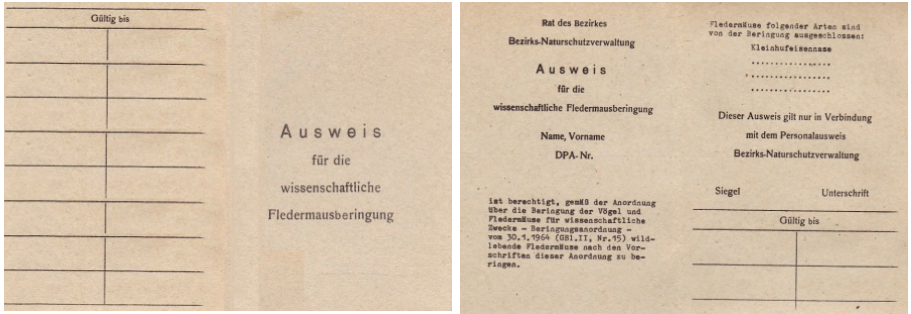 Gültig bis
Ausweis
für die
wissenschaftliche
Fledermausberingung
Rat des Bezirkes
Bezirks-Naturschutzverwaltung
Ausweis
für die
wissenschaftliche Fledermausberingung
Name, Vorname
DPA-Nr.
ist berechtigt, gemäß der Anordnung
über die Beringung der Vögel und
Fledermäuse für wissenschaftliche
Zwecke - Beringungsanordnung -
vom 30.1.1964 (GBl.II, Nr.15) wild-
lebende Fledermäuse nach den Vor-
schriften dieser Anordnung zu be-
ringen.
Fledermäuse folgender Arten sind
von der Beringung ausgeschlossen:
Kleinhufeisennase
.................
.................
.................
Dieser Ausweis gilt nur in Verbindung
mit dem Personalausweis
Bezirks-Naturschutzverwaltung
Siegel Unterschrift
Gültig bis